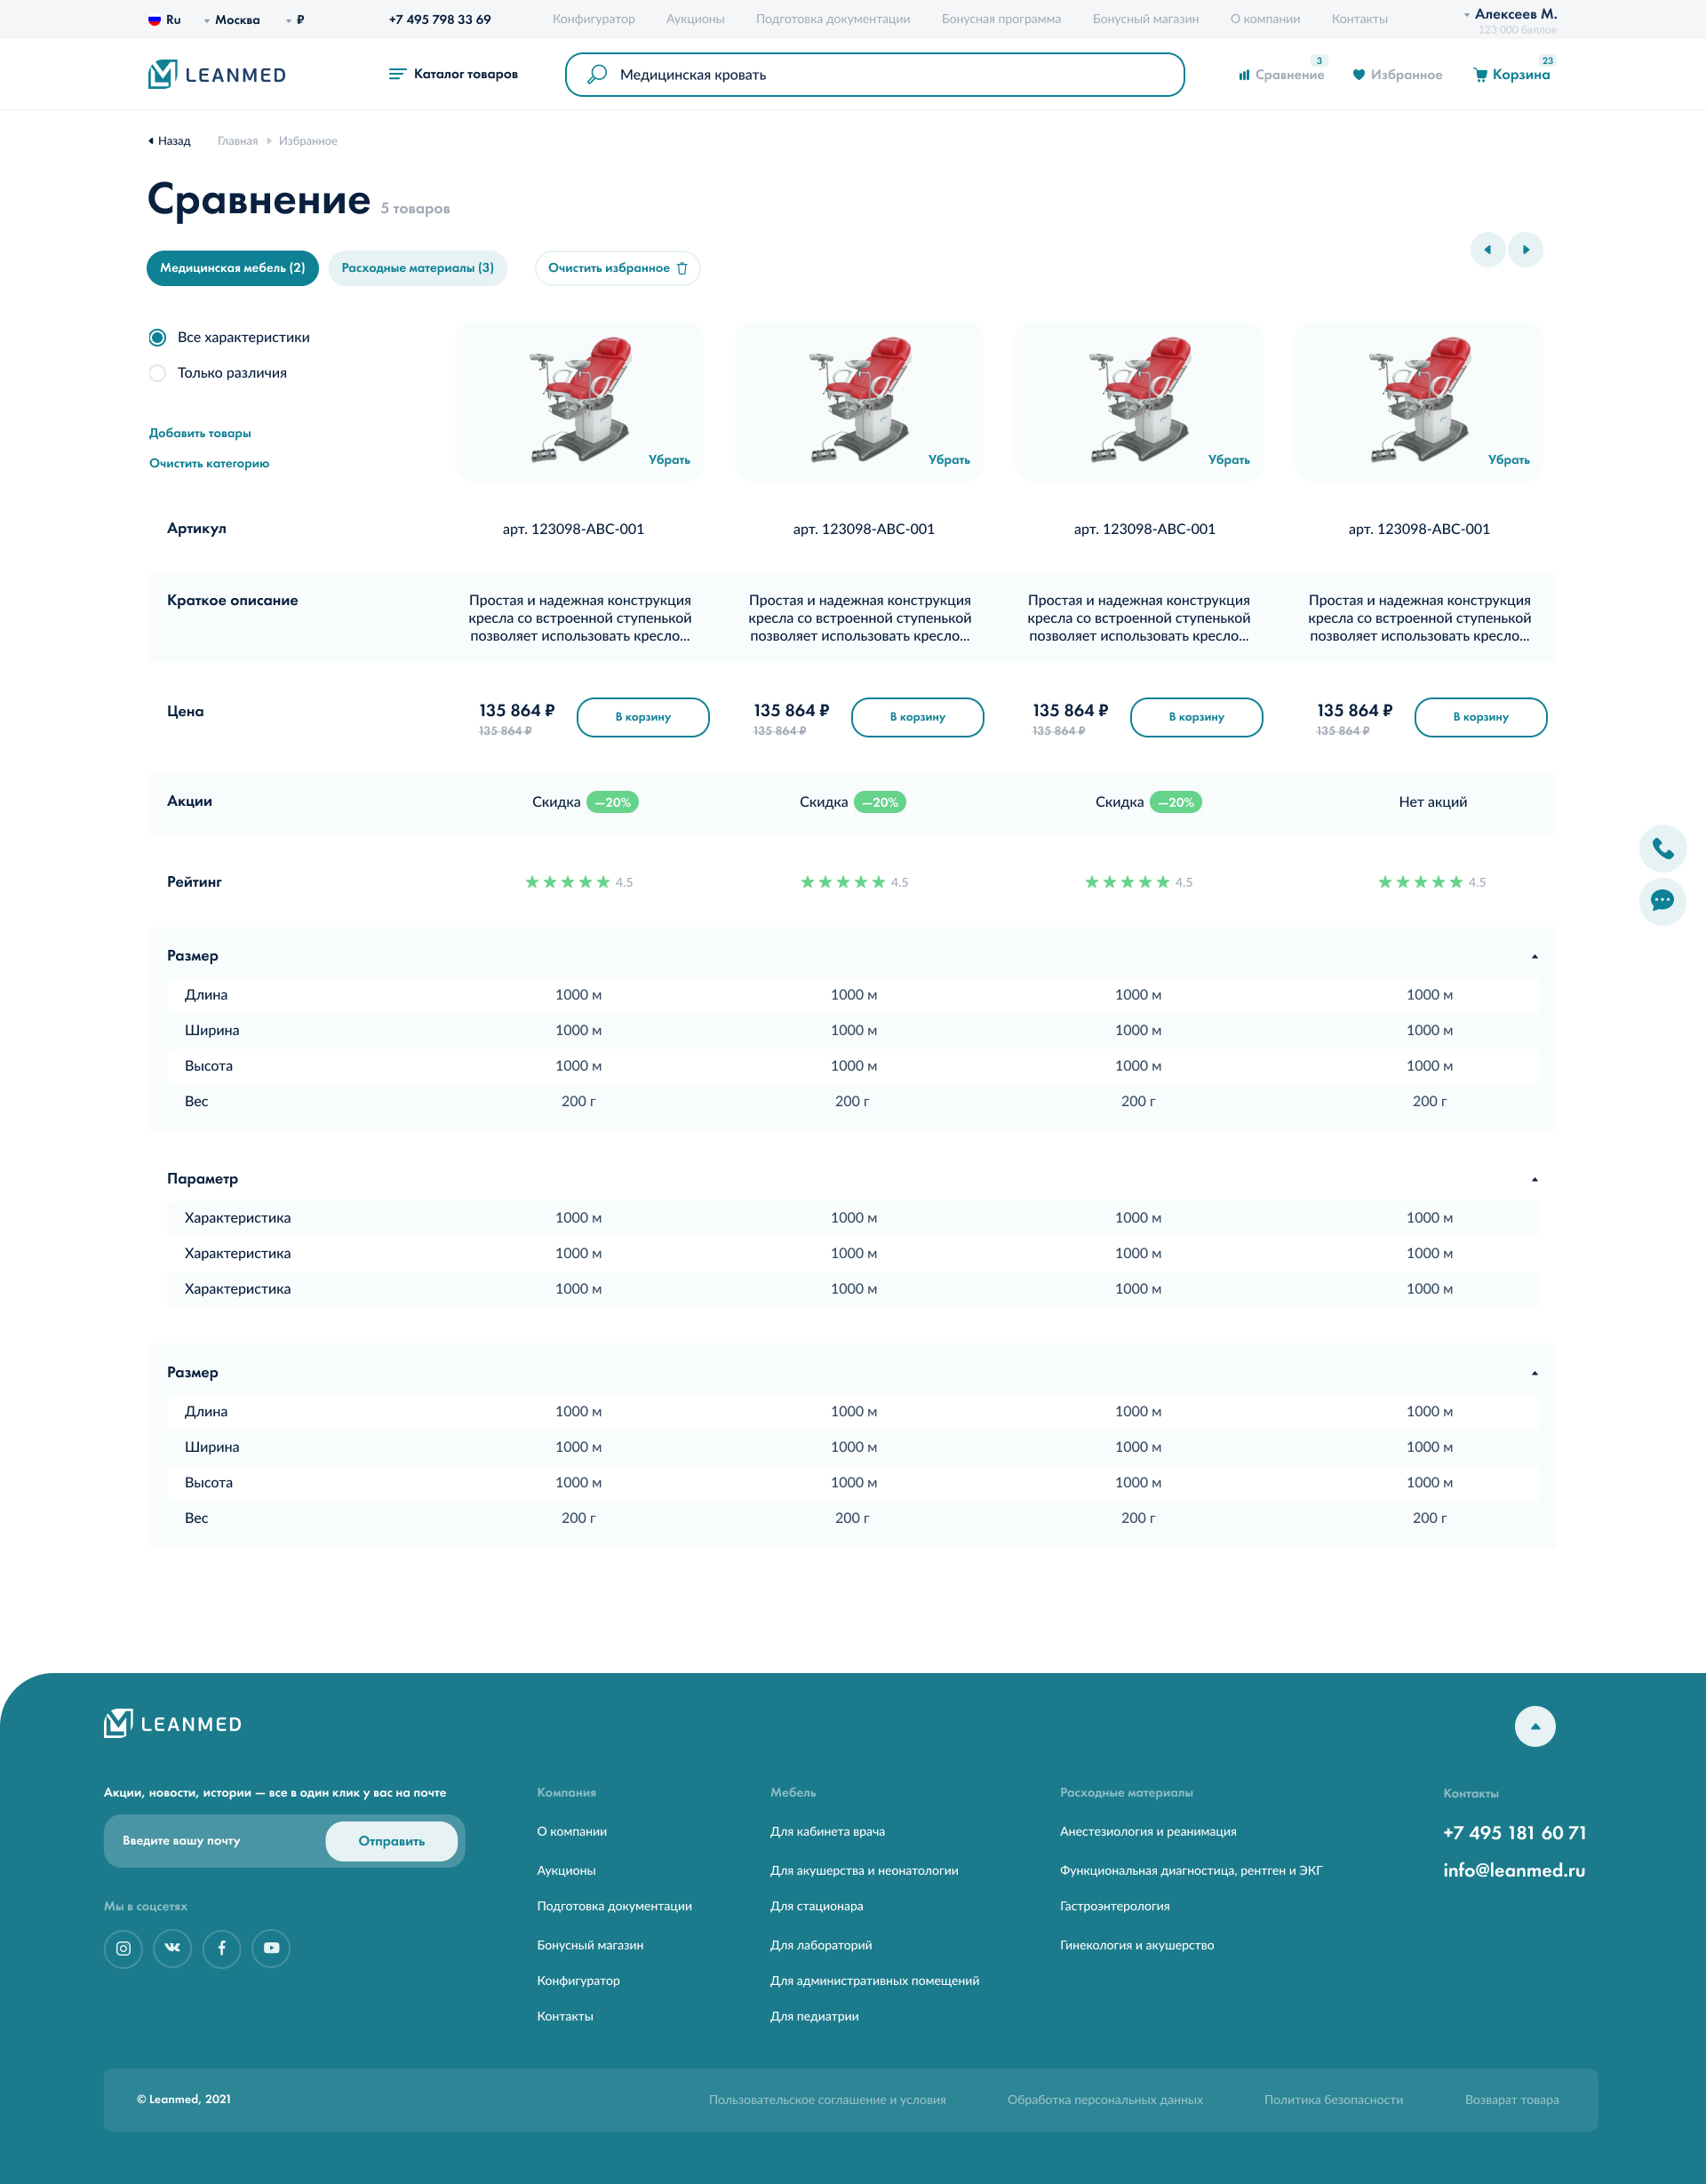 Ru Москва ₽ +7 495 798 33 69 Конфигуратор Аукционы Подготовка документации Бонусная программа Бонусный магазин О компании Контакты Алексеев М.
123 000 баллов
LEANMED Каталог товаров Медицинская кровать Сравнение 3 Избранное Корзина 23
Назад Главная Избранное
Сравнение 5 товаров
Медицинская мебель (2) Расходные материалы (3) Очистить избранное
Все характеристики
Только различия
Добавить товары
Очистить категорию
Убрать Убрать Убрать Убрать
Артикул арт. 123098-ABC-001 арт. 123098-ABC-001 арт. 123098-ABC-001 арт. 123098-ABC-001
Краткое описание Простая и надежная конструкция Простая и надежная конструкция Простая и надежная конструкция Простая и надежная конструкция
кресла со встроенной ступенькой кресла со встроенной ступенькой кресла со встроенной ступенькой кресла со встроенной ступенькой
позволяет использовать кресло... позволяет использовать кресло... позволяет использовать кресло... позволяет использовать кресло...
Цена 135 864 ₽ В корзину 135 864 ₽ В корзину 135 864 ₽ В корзину 135 864 ₽ В корзину
135 864 ₽ 135 864 ₽ 135 864 ₽ 135 864 ₽
Акции Скидка —20% Скидка —20% Скидка —20% Нет акций
Рейтинг 4.5 4.5 4.5 4.5
Размер
Длина 1000 м 1000 м 1000 м 1000 м
Ширина 1000 м 1000 м 1000 м 1000 м
Высота 1000 м 1000 м 1000 м 1000 м
Вес 200 г 200 г 200 г 200 г
Параметр
Характеристика 1000 м 1000 м 1000 м 1000 м
Характеристика 1000 м 1000 м 1000 м 1000 м
Характеристика 1000 м 1000 м 1000 м 1000 м
Размер
Длина 1000 м 1000 м 1000 м 1000 м
Ширина 1000 м 1000 м 1000 м 1000 м
Высота 1000 м 1000 м 1000 м 1000 м
Вес 200 г 200 г 200 г 200 г
LEANMED
Акции, новости, истории — все в один клик у вас на почте
Введите вашу почту Отправить
Мы в соцсетях
Компания
О компании
Аукционы
Подготовка документации
Бонусный магазин
Конфигуратор
Контакты
Мебель
Для кабинета врача
Для акушерства и неонатологии
Для стационара
Для лабораторий
Для административных помещений
Для педиатрии
Расходные материалы
Анестезиология и реанимация
Функциональная диагностица, рентген и ЭКГ
Гастроэнтерология
Гинекология и акушерство
Контакты
+7 495 181 60 71
info@leanmed.ru
© Leanmed, 2021 Пользовательское соглашение и условия Обработка персональных данных Политика безопасности Возварат товара